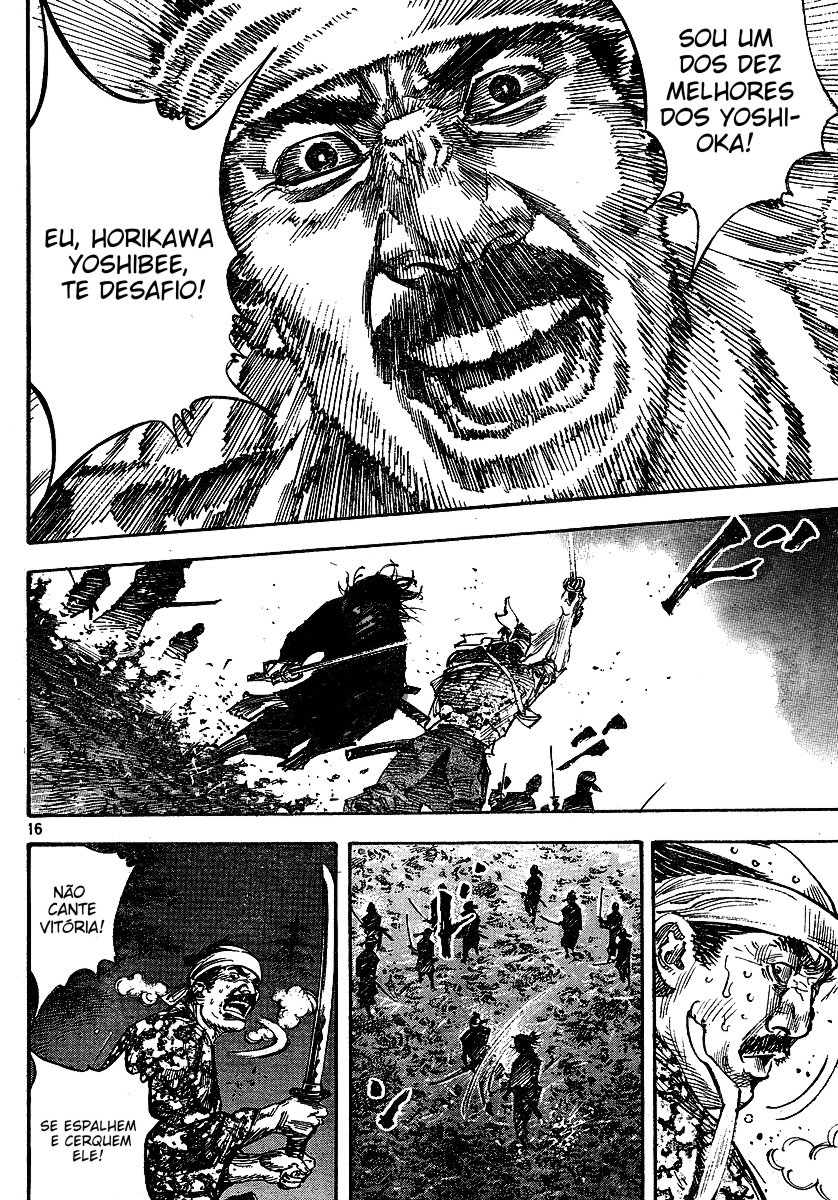 SOU UM
DOS DEZ
MELHORES
DOS YOSHI-
OKA!
EU, HORIKAWA
YOSHIBEE,
TE DESAFIO!
16
NÃO
CANTE
VITÓRIA!
SE ESPALHEM
E CERQUEM
ELE!